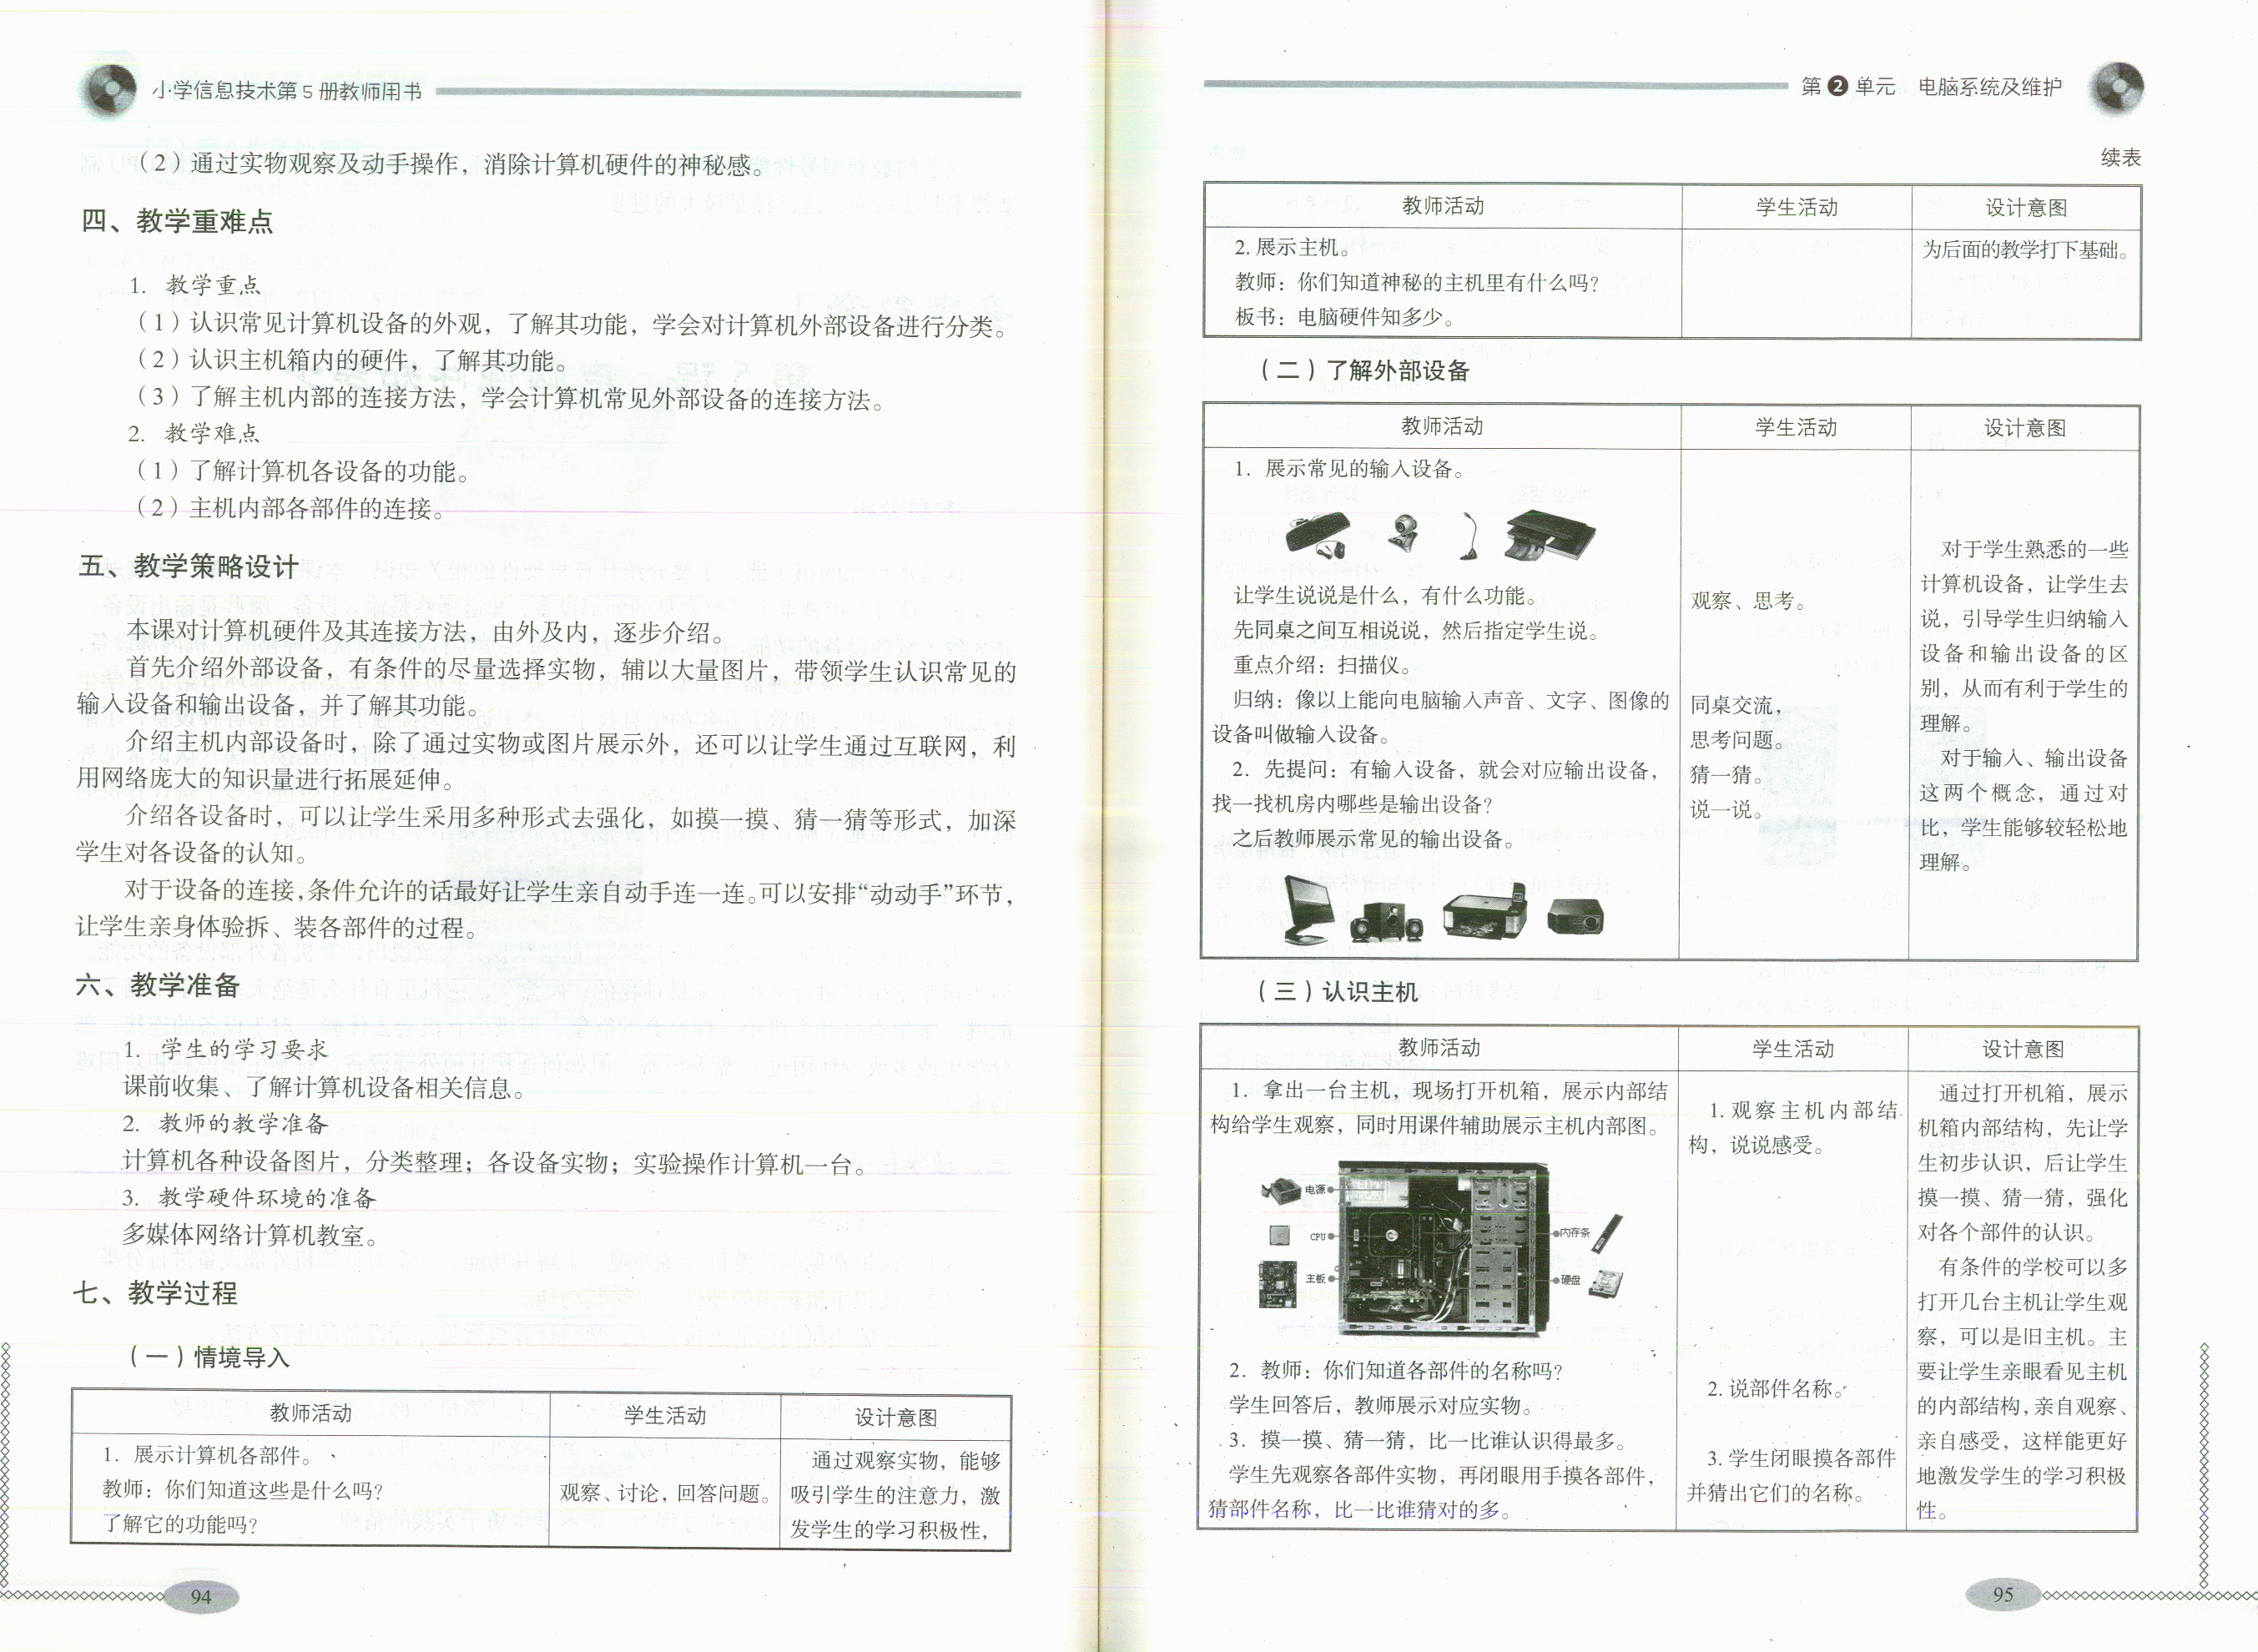 小学信息技术第5册教师用书
（2）通过实物观察及动手操作，消除计算机硬件的神秘感。
四、教学重难点
1. 教学重点
（1）认识常见计算机设备的外观，了解其功能，学会对计算机外部设备进行分类。
（2）认识主机箱内的硬件，了解其功能。
（3）了解主机内部的连接方法，学会计算机常见外部设备的连接方法。
2. 教学难点
（1）了解计算机各设备的功能。
（2）主机内部各部件的连接。
五、教学策略设计
本课对计算机硬件及其连接方法，由外及内，逐步介绍。
首先介绍外部设备，有条件的尽量选择实物，辅以大量图片，带领学生认识常见的
输入设备和输出设备，并了解其功能。
介绍主机内部设备时，除了通过实物或图片展示外，还可以让学生通过互联网，利
用网络庞大的知识量进行拓展延伸。
介绍各设备时，可以让学生采用多种形式去强化，如摸一摸、猜一猜等形式，加深
学生对各设备的认知。
对于设备的连接，条件允许的话最好让学生亲自动手连一连。可以安排“动动手”环节，
让学生亲身体验拆、装各部件的过程。
六、教学准备
1. 学生的学习要求
课前收集、了解计算机设备相关信息。
2. 教师的教学准备
计算机各种设备图片，分类整理；各设备实物；实验操作计算机一台。
3. 教学硬件环境的准备
多媒体网络计算机教室。
七、教学过程
（一）情境导入
教师活动
学生活动
设计意图
1. 展示计算机各部件。
教师：你们知道这些是什么吗？
了解它的功能吗？
观察、讨论，回答问题。
通过观察实物，能够
吸引学生的注意力，激
发学生的学习积极性，
94
第2单元 电脑系统及维护
续表
教师活动
学生活动
设计意图
2. 展示主机。
教师：你们知道神秘的主机里有什么吗？
板书：电脑硬件知多少。
为后面的教学打下基础。
（二）了解外部设备
教师活动
学生活动
设计意图
1. 展示常见的输入设备。
让学生说说是什么，有什么功能。
先同桌之间互相说说，然后指定学生说。
重点介绍：扫描仪。
归纳：像以上能向电脑输入声音、文字、图像的
设备叫做输入设备。
2. 先提问：有输入设备，就会对应输出设备，
找一找机房内哪些是输出设备？
之后教师展示常见的输出设备。
观察、思考。
同桌交流，
思考问题。
猜一猜。
说一说。
对于学生熟悉的一些
计算机设备，让学生去
说，引导学生归纳输入
设备和输出设备的区
别，从而有利于学生的
理解。
对于输入、输出设备
这两个概念，通过对
比，学生能够较轻松地
理解。
（三）认识主机
教师活动
学生活动
设计意图
1. 拿出一台主机，现场打开机箱，展示内部结
构给学生观察，同时用课件辅助展示主机内部图。
电源
CPU
主板
内存条
硬盘
2. 教师：你们知道各部件的名称吗？
学生回答后，教师展示对应实物。
3. 摸一摸、猜一猜，比一比谁认识得最多。
学生先观察各部件实物，再闭眼用手摸各部件，
猜部件名称，比一比谁猜对的多。
1. 观察主机内部结
构，说说感受。
2. 说部件名称。
3. 学生闭眼摸各部件
并猜出它们的名称。
通过打开机箱，展示
机箱内部结构，先让学
生初步认识，后让学生
摸一摸、猜一猜，强化
对各个部件的认识。
有条件的学校可以多
打开几台主机让学生观
察，可以是旧主机。主
要让学生亲眼看见主机
的内部结构，亲自观察、
亲自感受，这样能更好
地激发学生的学习积极
性。
95